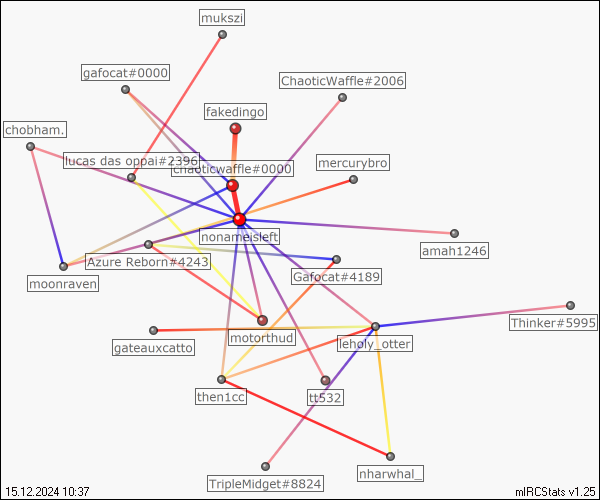 mukszi
gafocat#0000
ChaoticWaffle#2006
fakedingo
chobham.
lucas das oppai#2396
chaoticwaffle#0000
mercurybro
nonameisleft
amah1246
Azure Reborn#4243
moonraven
Gafocat#4189
Thinker#5995
motorthud
leholy_otter
gateauxcatto
then1cc
tt532
nharwhal_
TripleMidget#8824
15.12.2024 10:37
mIRCStats v1.25